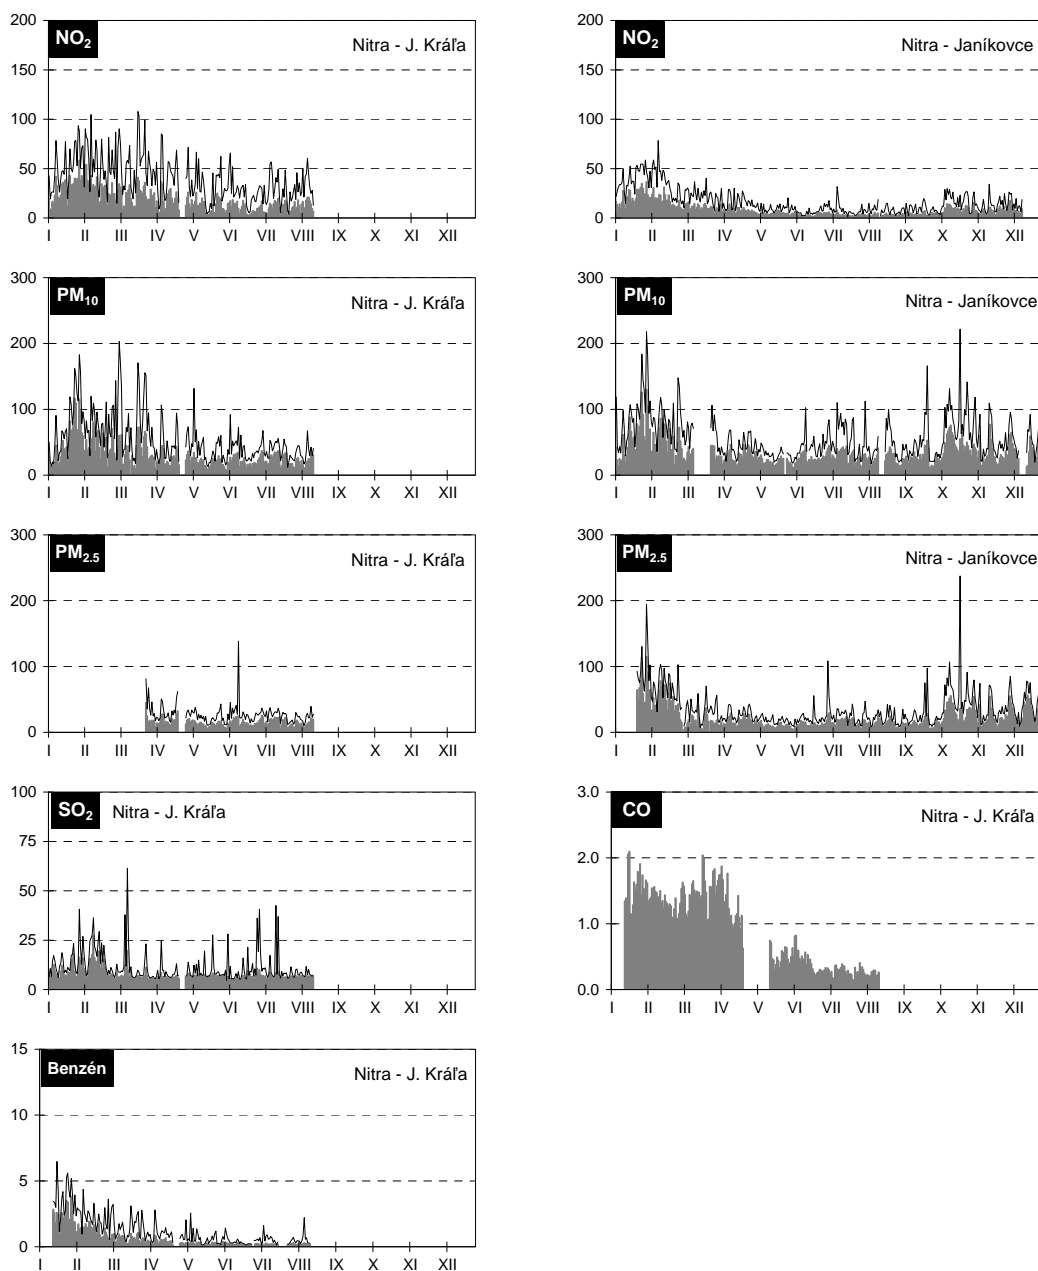 NO2
Nitra - J. Kráľa
200
150
100
50
0
I II III IV V VI VII VIII IX X XI XII
NO2
Nitra - Janíkovce
200
150
100
50
0
I II III IV V VI VII VIII IX X XI XII
PM10
Nitra - J. Kráľa
300
200
100
0
I II III IV V VI VII VIII IX X XI XII
PM10
Nitra - Janíkovce
300
200
100
0
I II III IV V VI VII VIII IX X XI XII
PM2.5
Nitra - J. Kráľa
300
200
100
0
I II III IV V VI VII VIII IX X XI XII
PM2.5
Nitra - Janíkovce
300
200
100
0
I II III IV V VI VII VIII IX X XI XII
SO2
Nitra - J. Kráľa
100
75
50
25
0
I II III IV V VI VII VIII IX X XI XII
CO
Nitra - J. Kráľa
3.0
2.0
1.0
0.0
I II III IV V VI VII VIII IX X XI XII
Benzén
Nitra - J. Kráľa
15
10
5
0
I II III IV V VI VII VIII IX X XI XII